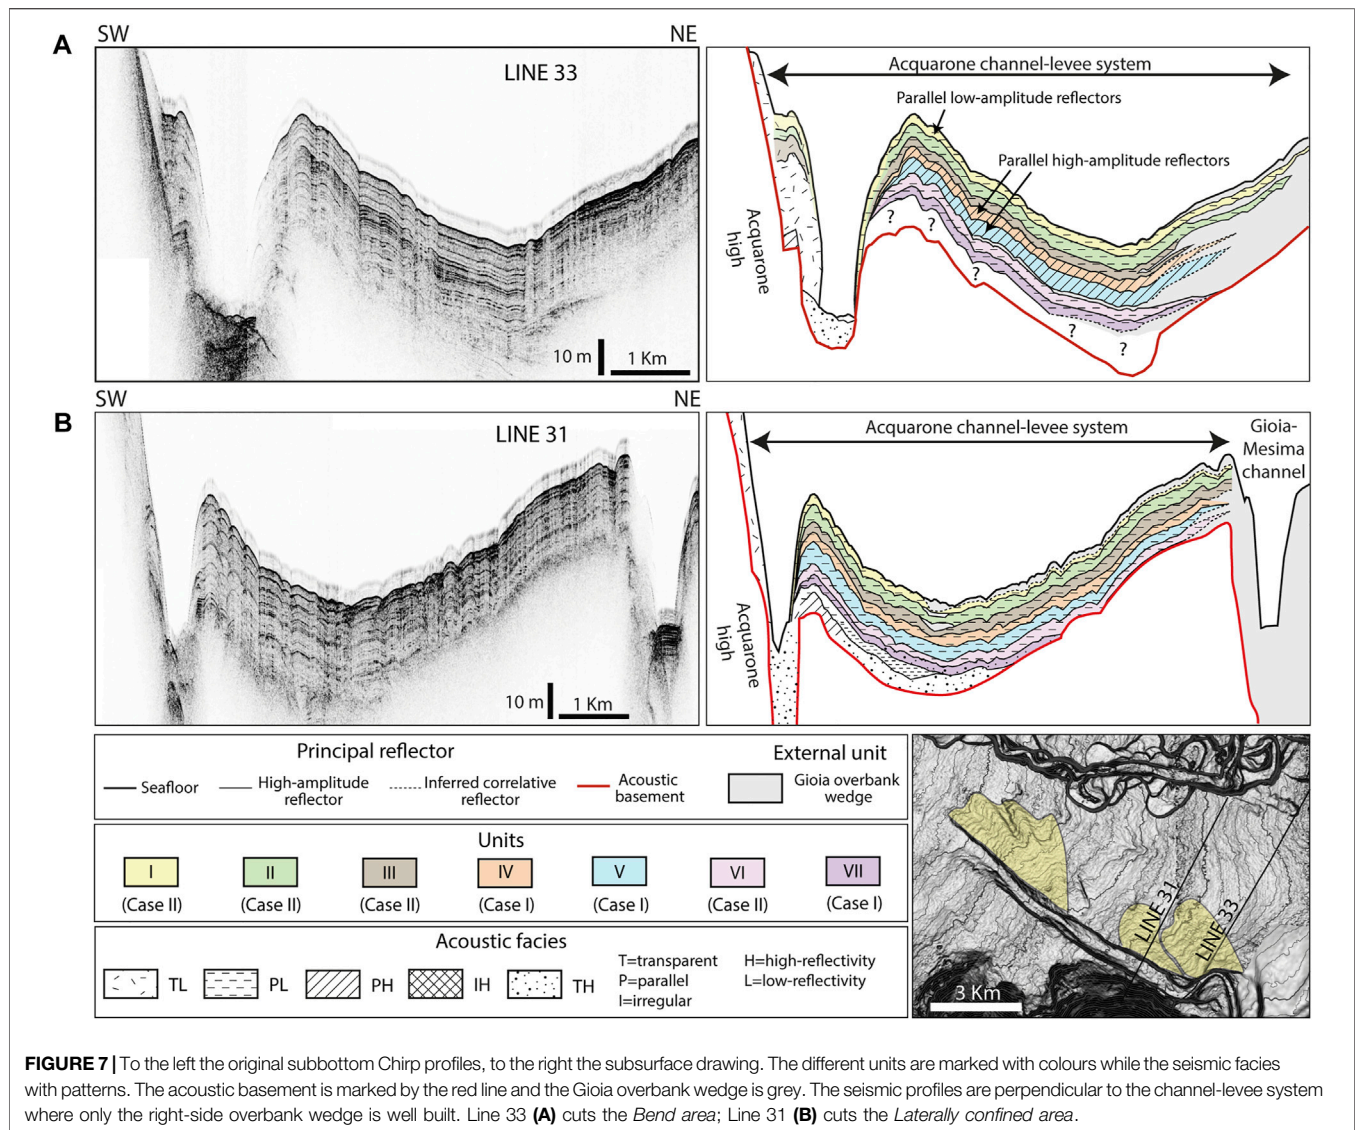 A
SW
NE
LINE 33
10 m
1 Km
Acquarone channel-levee system
Parallel low-amplitude reflectors
Parallel high-amplitude reflectors
Acquarone
high
?
?
?
?
?
B
SW
NE
LINE 31
10 m
1 Km
Acquarone channel-levee system
Gioia-
Mesima
channel
Acquarone
high
Principal reflector
External unit
Seafloor
High-amplitude
reflector
Inferred correlative
reflector
Acoustic
basement
Gioia overbank
wedge
Units
I
II
III
IV
V
VI
VII
(Case II)
(Case II)
(Case II)
(Case I)
(Case I)
(Case II)
(Case I)
Acoustic facies
TL
PL
PH
IH
TH
T=transparent
P=parallel
I=irregular
H=high-reflectivity
L=low-reflectivity
LINE 31
LINE 33
3 Km
FIGURE 7 | To the left the original subbottom Chirp profiles, to the right the subsurface drawing. The different units are marked with colours while the seismic facies
with patterns. The acoustic basement is marked by the red line and the Gioia overbank wedge is grey. The seismic profiles are perpendicular to the channel-levee system
where only the right-side overbank wedge is well built. Line 33 (A) cuts the Bend area; Line 31 (B) cuts the Laterally confined area.